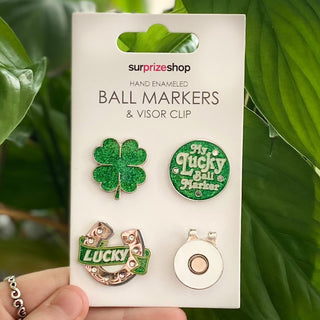 surprizeshop
HAND ENAMELED
BALL MARKERS
& VISOR CLIP
My
Lucky
Ball
Marker
LUCKY